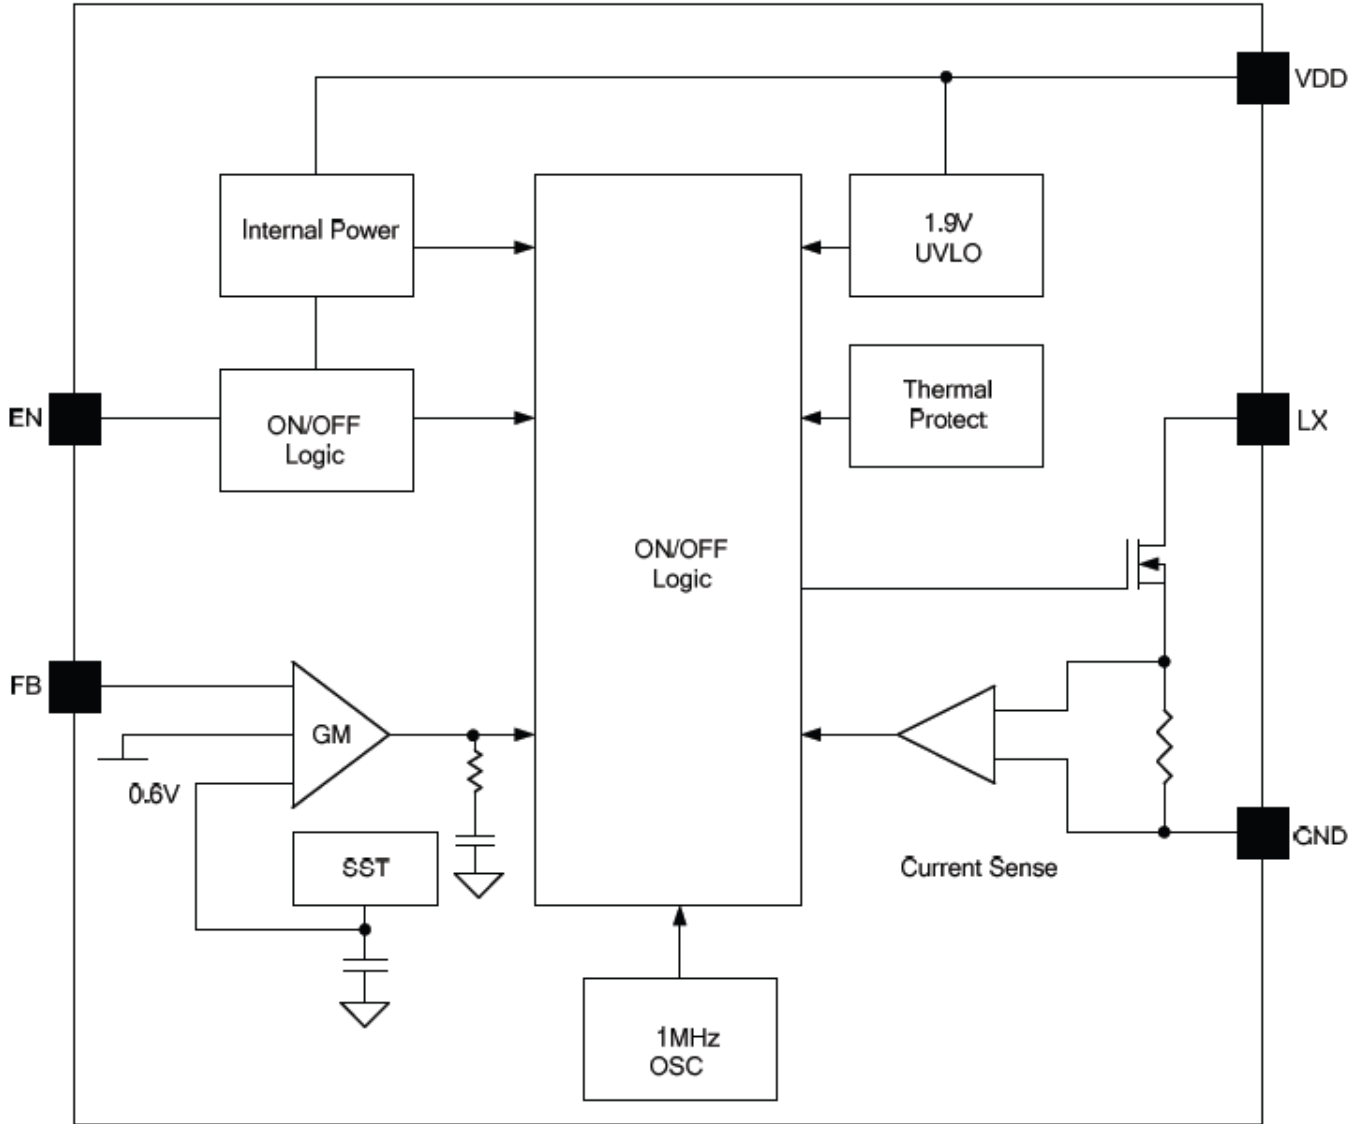 VDD
Internal Power
1.9V
UVLO
Thermal
Protect
EN
ON/OFF
Logic
LX
ON/OFF
Logic
FB
GM
0.6V
SST
Current Sense
GND
1MHz
OSC